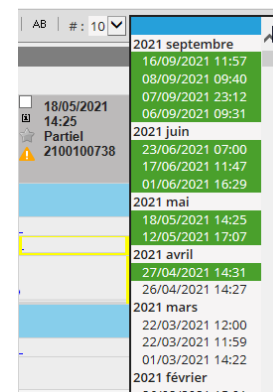 AB # : 10
18/05/2021
14:25
Partiel
2100100738
2021 septembre
16/09/2021 11:57
08/09/2021 09:40
07/09/2021 23:12
06/09/2021 09:31
2021 juin
23/06/2021 07:00
17/06/2021 11:47
01/06/2021 16:29
2021 mai
18/05/2021 14:25
12/05/2021 17:07
2021 avril
27/04/2021 14:31
26/04/2021 14:27
2021 mars
22/03/2021 12:00
22/03/2021 11:59
01/03/2021 14:22
2021 février